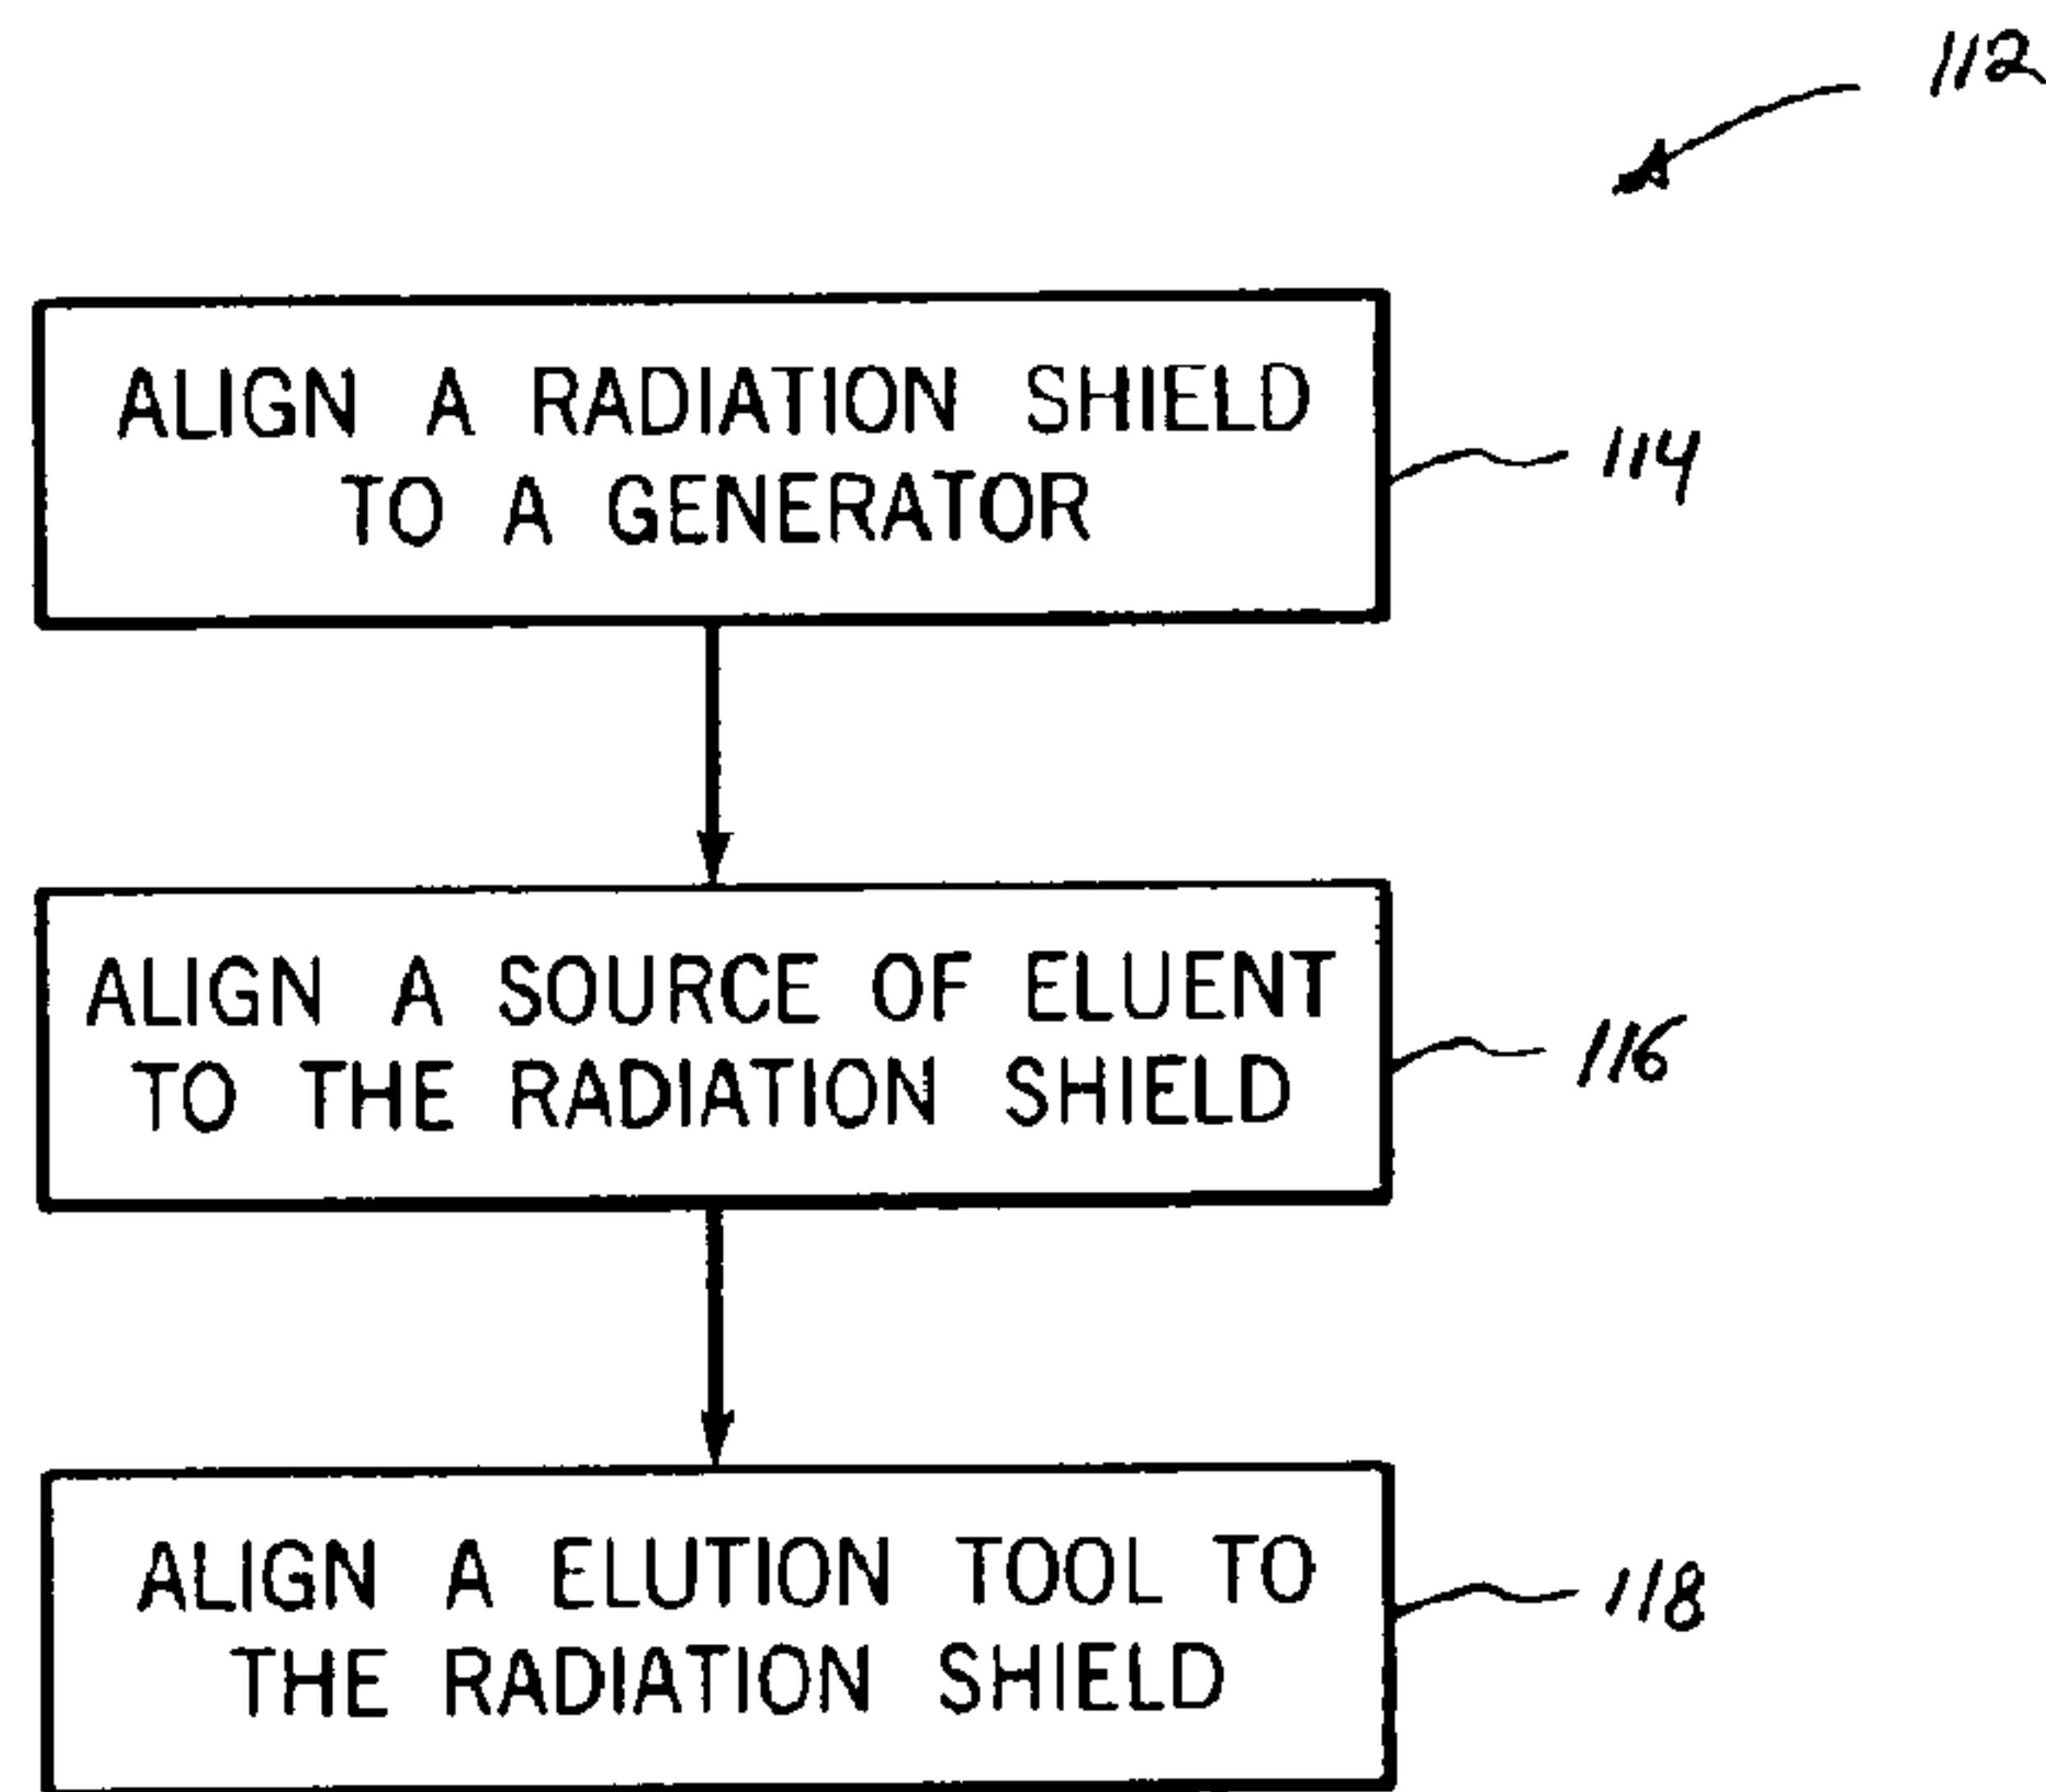 112
ALIGN A RADIATION SHIELD
TO A GENERATOR
114
ALIGN A SOURCE OF ELUENT
TO THE RADIATION SHIELD
116
ALIGN A ELUTION TOOL TO
THE RADIATION SHIELD
118